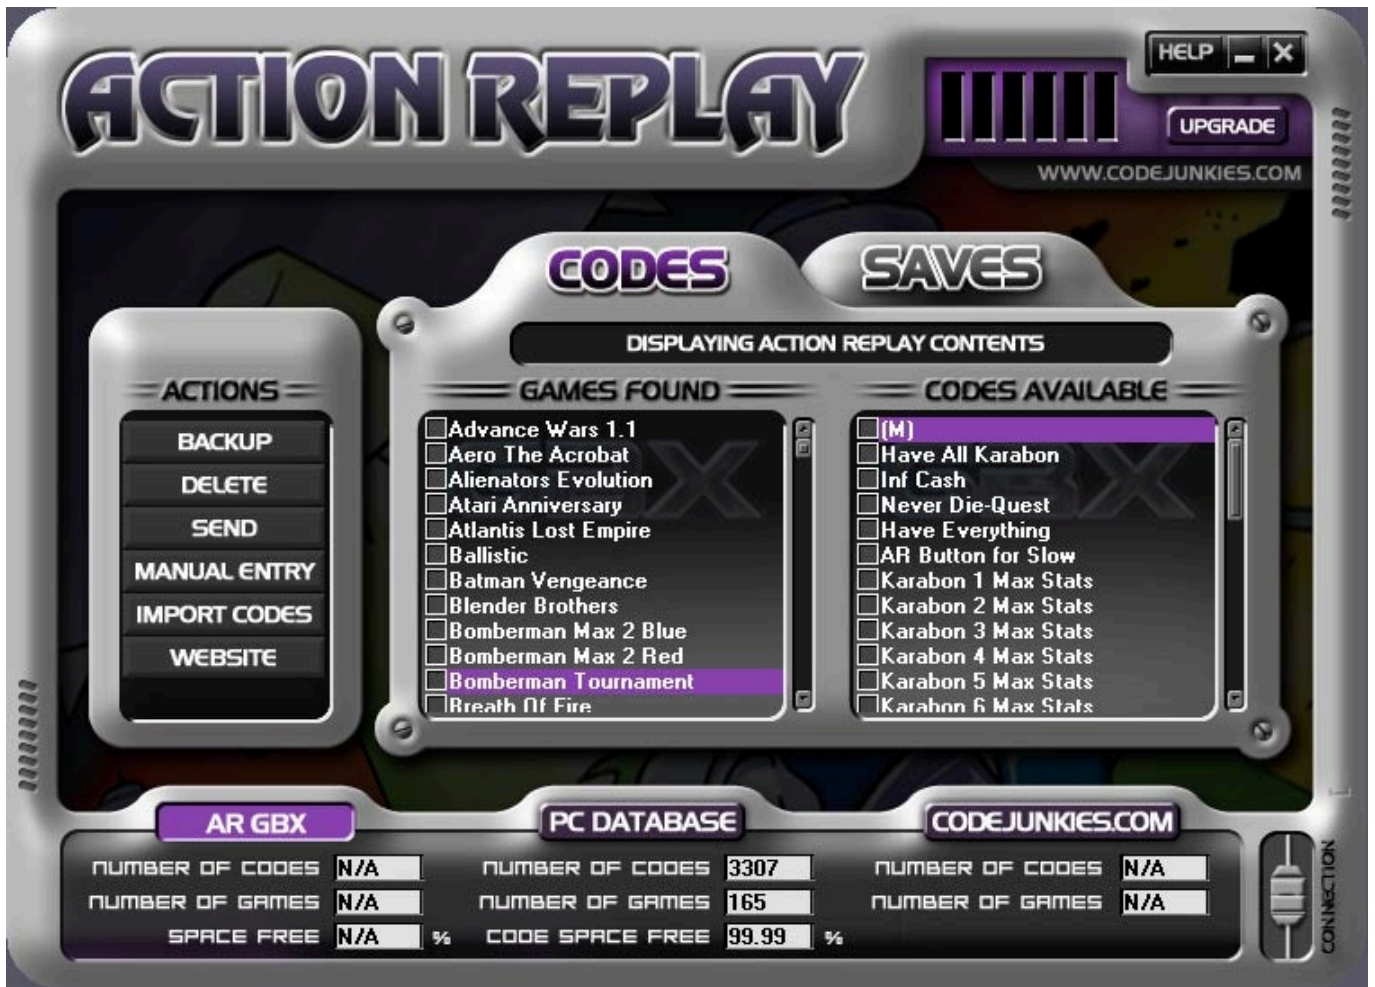 ACTION REPLAY
HELP
UPGRADE
WWW.CODEJUNKIES.COM
CODES
SAVES
DISPLAYING ACTION REPLAY CONTENTS
ACTIONS
BACKUP
DELETE
SEND
MANUAL ENTRY
IMPORT CODES
WEBSITE
GAMES FOUND
Advance Wars 1.1
Aero The Acrobat
Alienators Evolution
Atari Anniversary
Atlantis Lost Empire
Ballistic
Batman Vengeance
Blender Brothers
Bomberman Max 2 Blue
Bomberman Max 2 Red
Bomberman Tournament
Breath Of Fire
CODES AVAILABLE
(M)
Have All Karabon
Inf Cash
Never Die-Quest
Have Everything
AR Button for Slow
Karabon 1 Max Stats
Karabon 2 Max Stats
Karabon 3 Max Stats
Karabon 4 Max Stats
Karabon 5 Max Stats
Karabon 6 Max Stats
AR GBX
NUMBER OF CODES N/A
NUMBER OF GAMES N/A
SPACE FREE N/A %
PC DATABASE
NUMBER OF CODES 3307
NUMBER OF GAMES 165
CODE SPACE FREE 99.99 %
CODEJUNKIES.COM
NUMBER OF CODES N/A
NUMBER OF GAMES N/A
CONNECTION